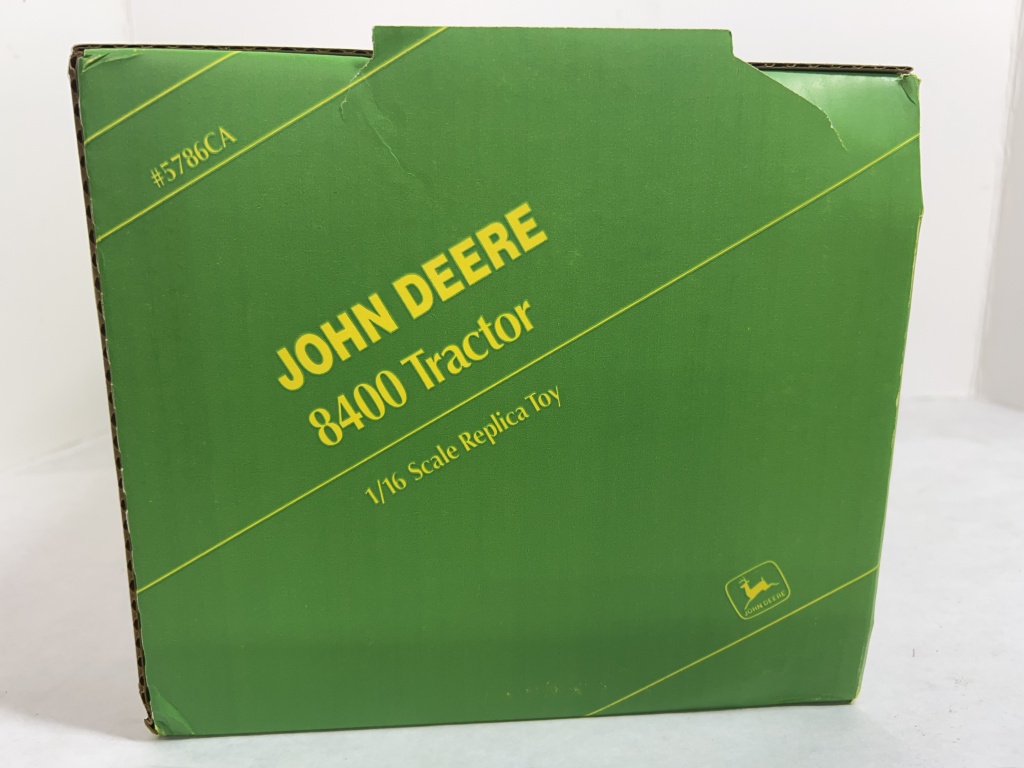 #5786CA
JOHN DEERE
8400 Tractor
1/16 Scale Replica Toy
JOHN DEERE